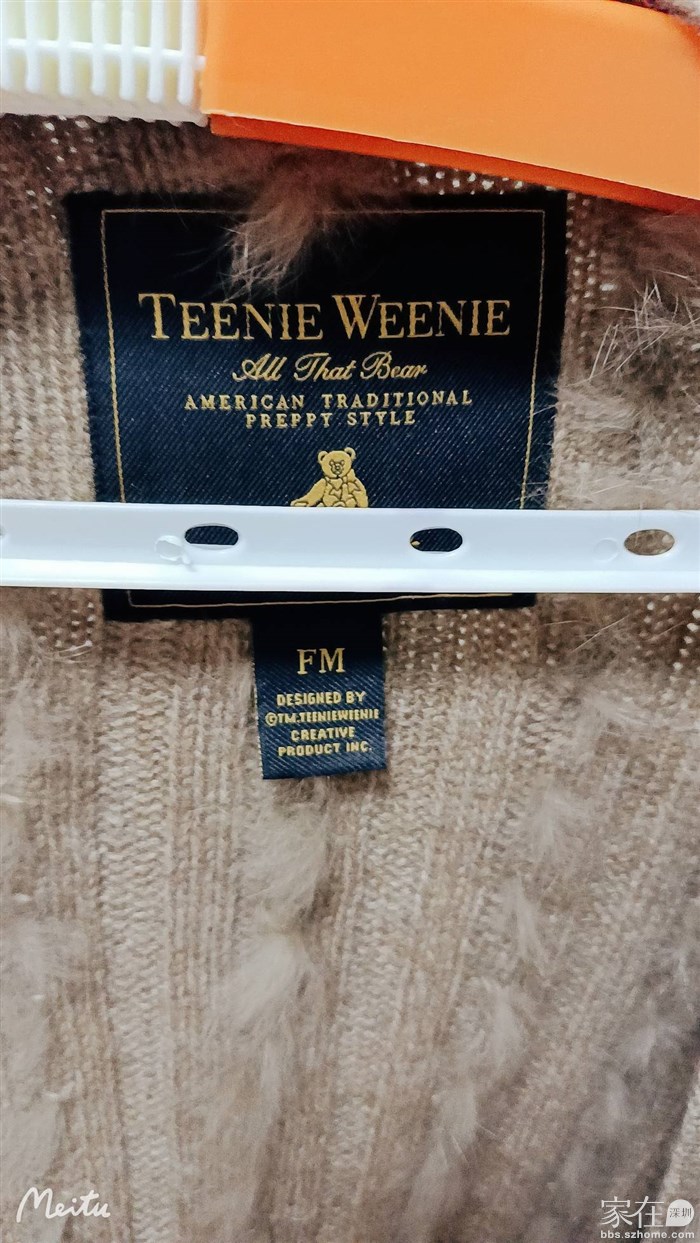 TEENIE WEENIE
All That Bear
AMERICAN TRADITIONAL
PREPPY STYLE
FM
DESIGNED BY
©TM.TEENIEWEENIE
CREATIVE
PRODUCT INC.
Meitu
家在深圳
bbs.szhome.com